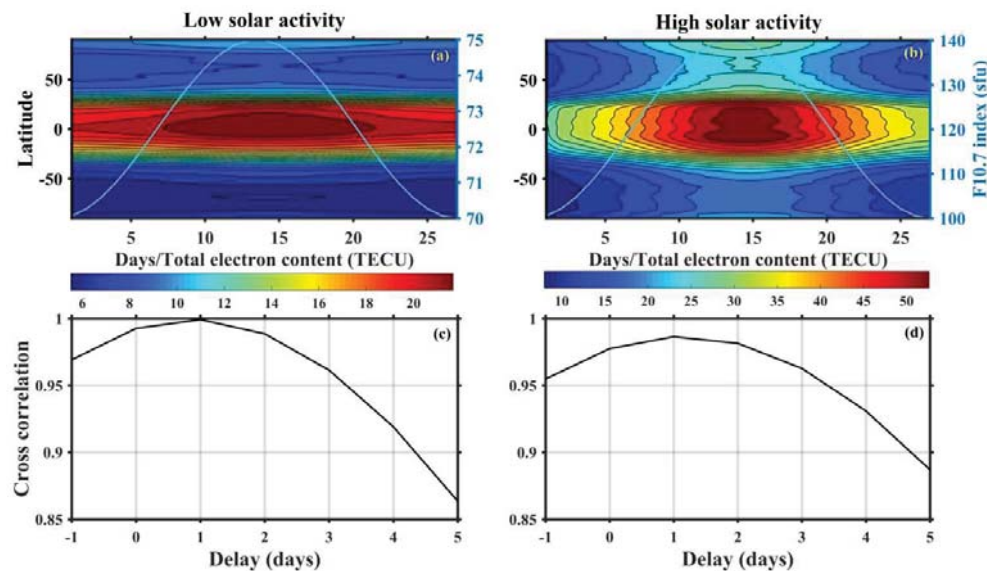 Low solar activity
High solar activity
(a)
(b)
Latitude
50
0
-50
75
74
73
72
71
70
50
0
-50
140
130
120
110
100
F10.7 index (sfu)
5 10 15 20 25
5 10 15 20 25
Days/Total electron content (TECU)
Days/Total electron content (TECU)
6 8 10 12 14 16 18 20
10 15 20 25 30 35 40 45 50
(c)
(d)
Cross correlation
1
0.95
0.9
0.85
1
0.95
0.9
0.85
-1 0 1 2 3 4 5
-1 0 1 2 3 4 5
Delay (days)
Delay (days)